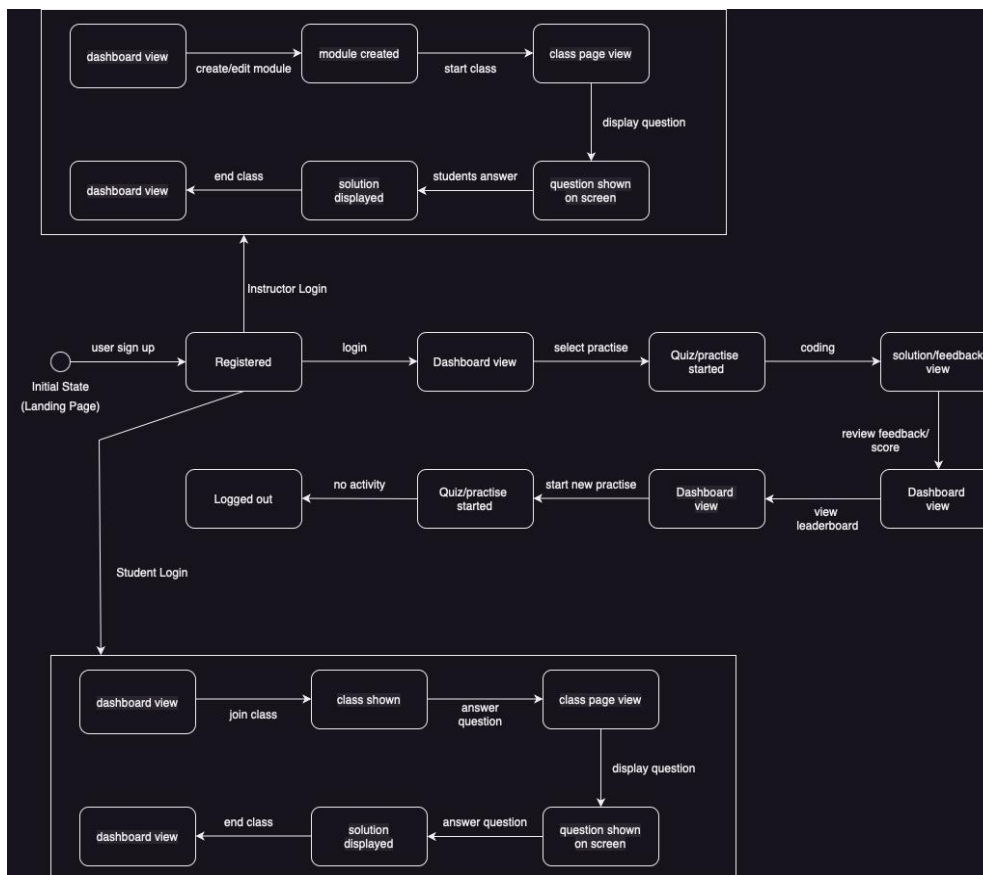 dashboard view
create/edit module
module created
start class
class page view
display question
dashboard view
end class
solution
displayed
students answer
question shown
on screen
Instructor Login
user sign up
Initial State
(Landing Page)
Registered
login
Dashboard view
select practise
Quiz/practise
started
coding
solution/feedback
view
review feedback/
score
Logged out
no activity
Quiz/practise
started
start new practise
Dashboard
view
view
leaderboard
Dashboard
view
Student Login
dashboard view
join class
class shown
answer
question
class page view
display question
dashboard view
end class
solution
displayed
answer question
question shown
on screen